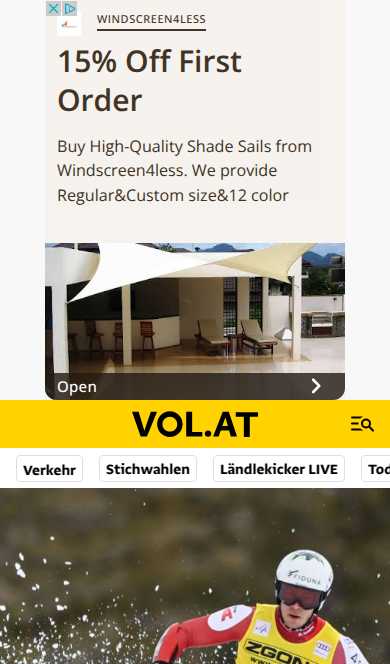 WINDSCREEN4LESS
15% Off First
Order
Buy High-Quality Shade Sails from
Windscreen4less. We provide
Regular&Custom size&12 color
Open
VOL.AT
Verkehr
Stichwahlen
Ländlekicker LIVE
Tod
FIDUNA
ZGON